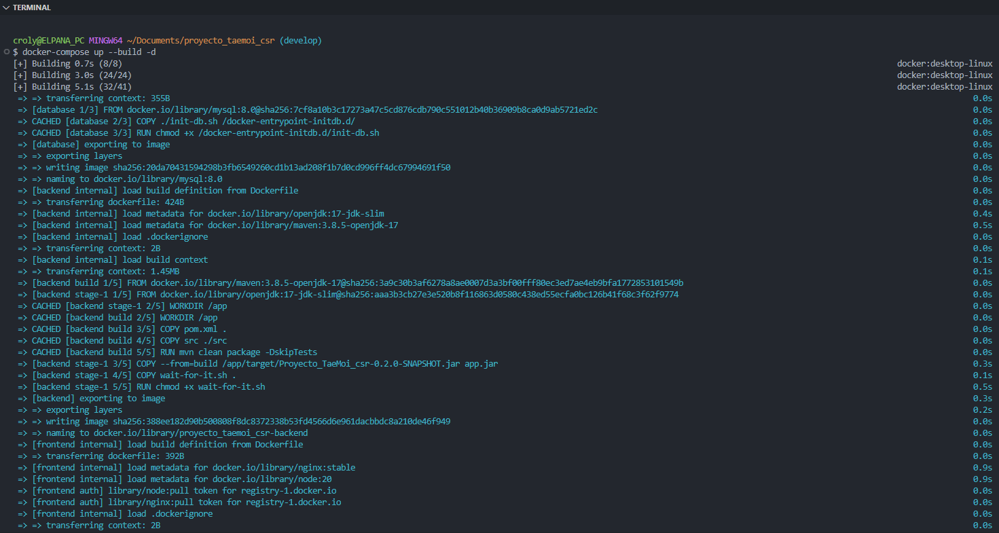 TERMINAL
croly@ELPANA_PC MINGW64 ~/Documents/proyecto_taemoi_csr (develop)
$ docker-compose up --build -d
[+] Building 0.7s (8/8) docker:desktop-linux
[+] Building 3.0s (24/24) docker:desktop-linux
[+] Building 5.1s (32/41) docker:desktop-linux
=> => transferring context: 355B 0.0s
=> [database 1/3] FROM docker.io/library/mysql:8.0@sha256:7cf8a10b3c17273a47c5cd876cdb790c551012b40b36909b8ca0d9ab5721ed2c 0.0s
=> CACHED [database 2/3] COPY ./init-db.sh /docker-entrypoint-initdb.d/ 0.0s
=> CACHED [database 3/3] RUN chmod +x /docker-entrypoint-initdb.d/init-db.sh 0.0s
=> [database] exporting to image 0.0s
=> => exporting layers 0.0s
=> => writing image sha256:20da70431594298b3fb6549260cd1b13ad208f1b7d0cd996ff4dc67994691f50 0.0s
=> => naming to docker.io/library/mysql:8.0 0.0s
=> [backend internal] load build definition from Dockerfile 0.0s
=> => transferring dockerfile: 424B 0.0s
=> [backend internal] load metadata for docker.io/library/openjdk:17-jdk-slim 0.4s
=> [backend internal] load metadata for docker.io/library/maven:3.8.5-openjdk-17 0.5s
=> [backend internal] load .dockerignore 0.0s
=> => transferring context: 2B 0.0s
=> [backend internal] load build context 0.1s
=> => transferring context: 1.45MB 0.1s
=> [backend build 1/5] FROM docker.io/library/maven:3.8.5-openjdk-17@sha256:3a9c30b3af6278a8ae0007d3a3bf00fff80ec3ed7ae4eb9bfa1772853101549b 0.0s
=> [backend stage-1 1/5] FROM docker.io/library/openjdk:17-jdk-slim@sha256:aaa3b3cb27e3e520b8f116863d0580c438ed55ecfa0bc126b41f68c3f62f9774 0.0s
=> CACHED [backend stage-1 2/5] WORKDIR /app 0.0s
=> CACHED [backend build 2/5] WORKDIR /app 0.0s
=> CACHED [backend build 3/5] COPY pom.xml . 0.0s
=> CACHED [backend build 4/5] COPY src ./src 0.0s
=> CACHED [backend build 5/5] RUN mvn clean package -DskipTests 0.0s
=> [backend stage-1 3/5] COPY --from=build /app/target/Proyecto_TaeMoi_csr-0.2.0-SNAPSHOT.jar app.jar 0.3s
=> [backend stage-1 4/5] COPY wait-for-it.sh . 0.1s
=> [backend stage-1 5/5] RUN chmod +x wait-for-it.sh 0.5s
=> [backend] exporting to image 0.3s
=> => exporting layers 0.2s
=> => writing image sha256:388ee182d90b500808f8dc8372338b53fd4566d6e961dacbbdc8a210de46f949 0.0s
=> => naming to docker.io/library/proyecto_taemoi_csr-backend 0.0s
=> [frontend internal] load build definition from Dockerfile 0.0s
=> => transferring dockerfile: 392B 0.0s
=> [frontend internal] load metadata for docker.io/library/nginx:stable 0.9s
=> [frontend internal] load metadata for docker.io/library/node:20 0.9s
=> [frontend auth] library/node:pull token for registry-1.docker.io 0.0s
=> [frontend auth] library/nginx:pull token for registry-1.docker.io 0.0s
=> [frontend internal] load .dockerignore 0.0s
=> => transferring context: 2B 0.0s